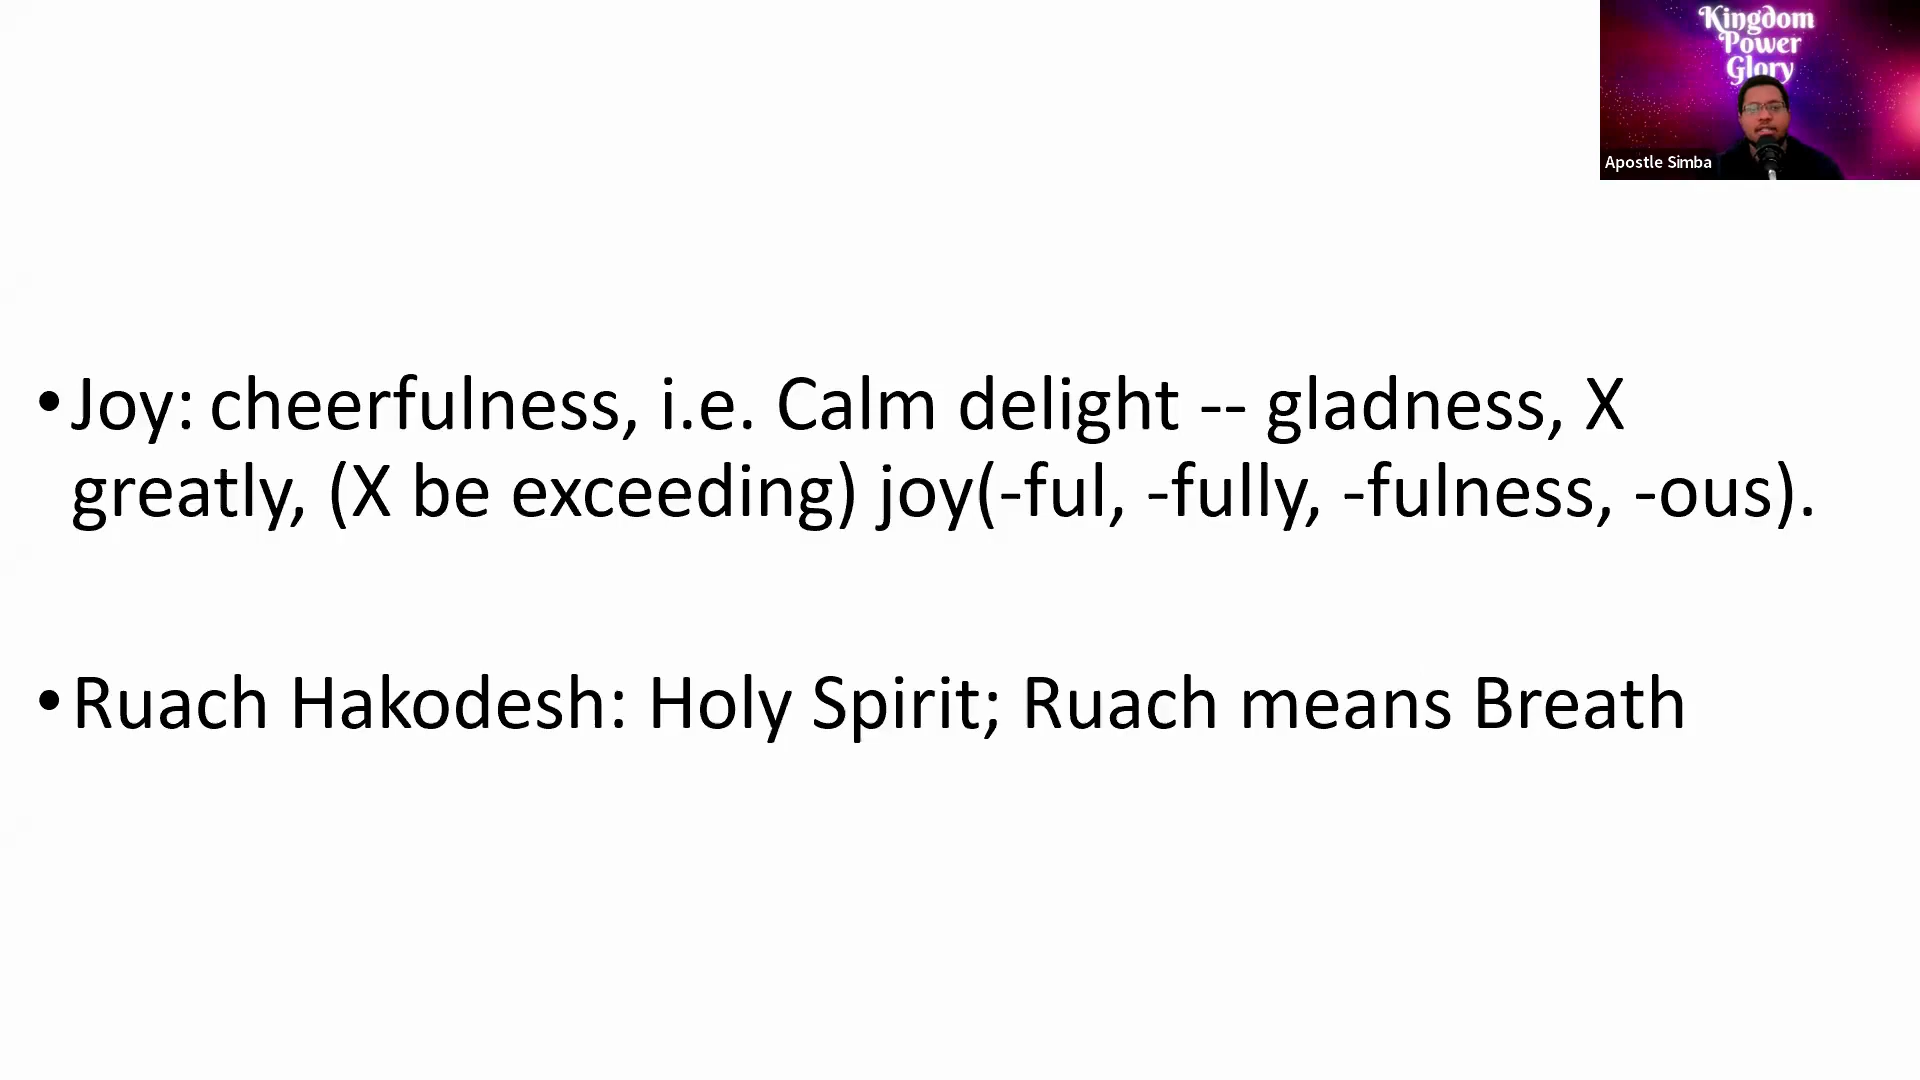 Kingdom
Power
Glory
Apostle Simba
• Joy: cheerfulness, i.e. Calm delight -- gladness, X
greatly, (X be exceeding) joy(-ful, -fully, -fulness, -ous).
• Ruach Hakodesh: Holy Spirit; Ruach means Breath